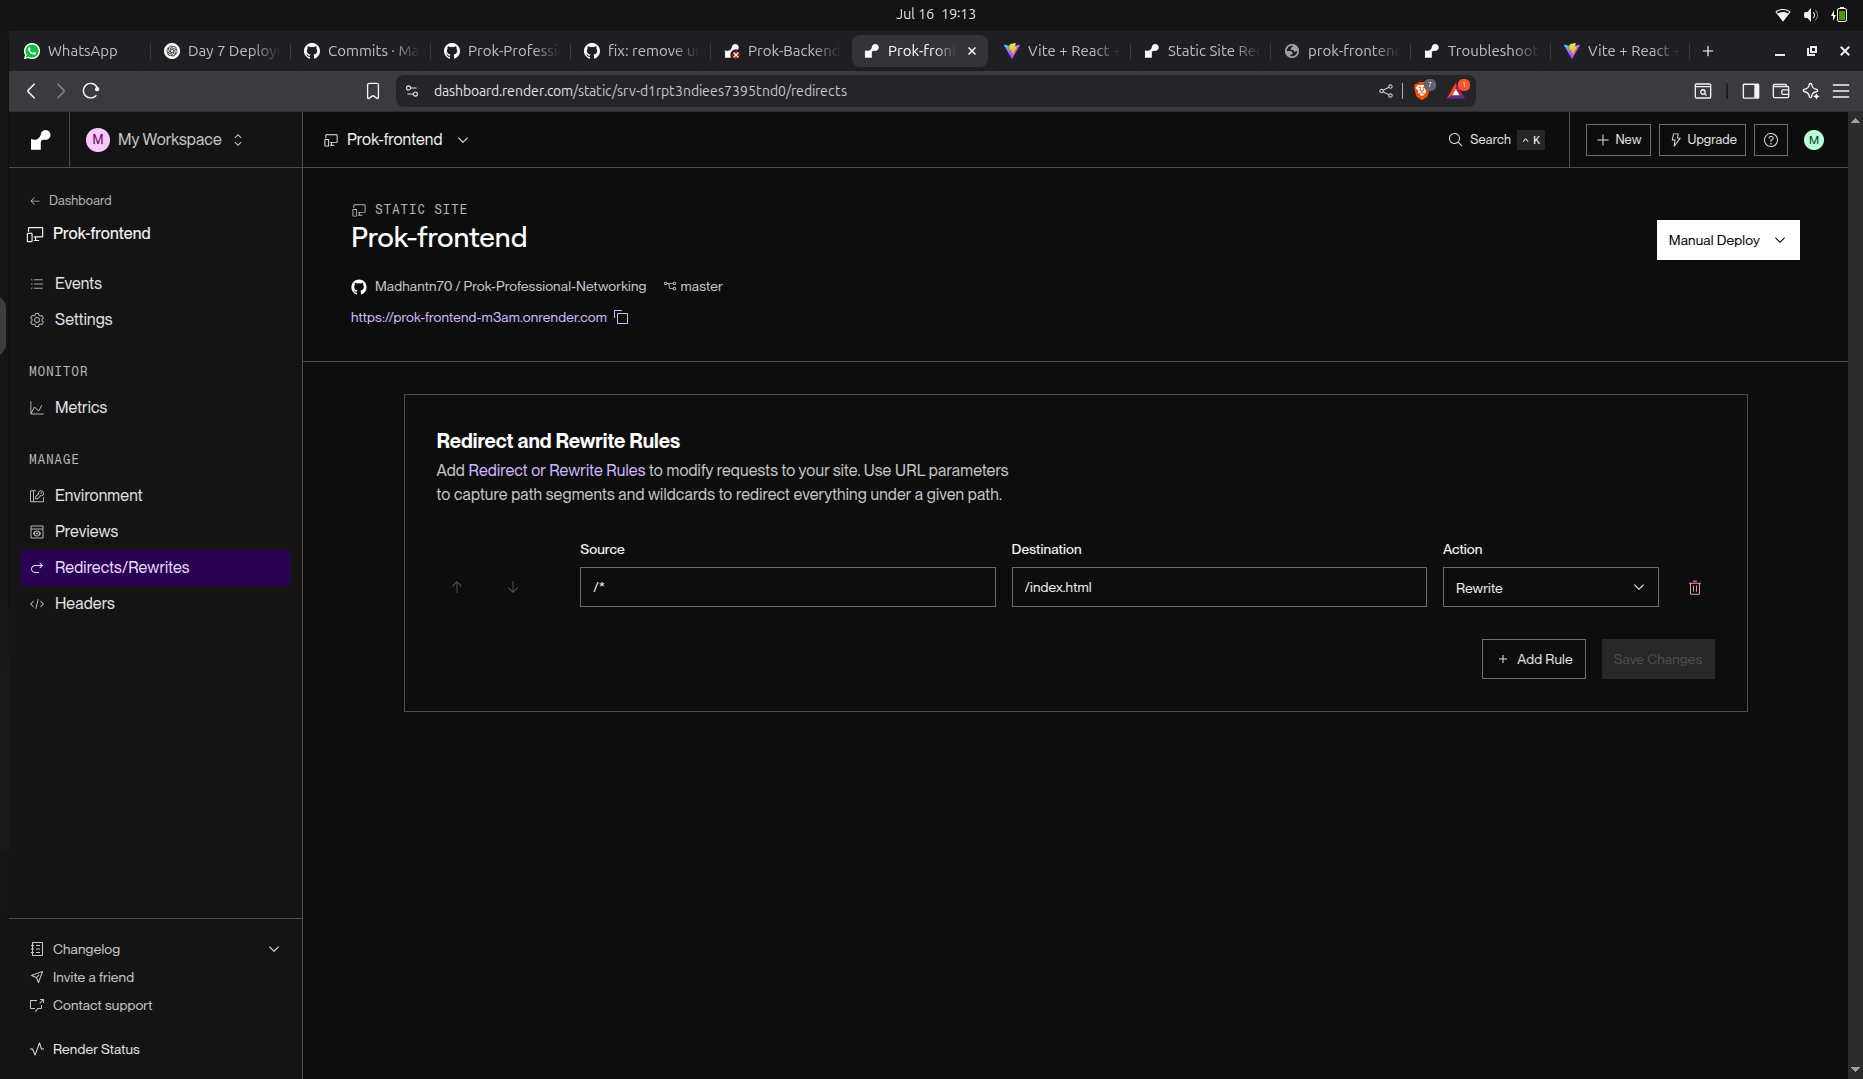 Jul 16 19:13
WhatsApp
Day 7 Deploy
Commits · Ma
Prok-Professi
fix: remove u
Prok-Backend
Prok-fron
Vite + React
Static Site Re
prok-frontend
Troubleshoot
Vite + React
dashboard.render.com/static/srv-d1rpt3ndiees7395tnd0/redirects
7
1
M My Workspace
Prok-frontend
Search ^ K
+ New
Upgrade
M
← Dashboard
Prok-frontend
Events
Settings
MONITOR
Metrics
MANAGE
Environment
Previews
Redirects/Rewrites
Headers
Changelog
Invite a friend
Contact support
Render Status
STATIC SITE
Prok-frontend
Manual Deploy
Madhantn70 / Prok-Professional-Networking master
https://prok-frontend-m3am.onrender.com
Redirect and Rewrite Rules
Add Redirect or Rewrite Rules to modify requests to your site. Use URL parameters
to capture path segments and wildcards to redirect everything under a given path.
Source Destination Action
/* /index.html Rewrite
+ Add Rule Save Changes